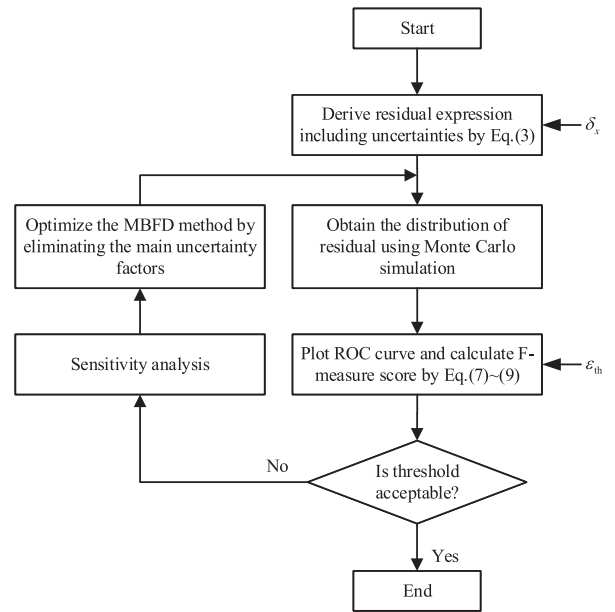 Start
Derive residual expression
including uncertainties by Eq.(3)
δx
Optimize the MBFD method by
eliminating the main uncertainty
factors
Obtain the distribution of
residual using Monte Carlo
simulation
Sensitivity analysis
Plot ROC curve and calculate F-
measure score by Eq.(7)~(9)
εth
No
Is threshold
acceptable?
Yes
End